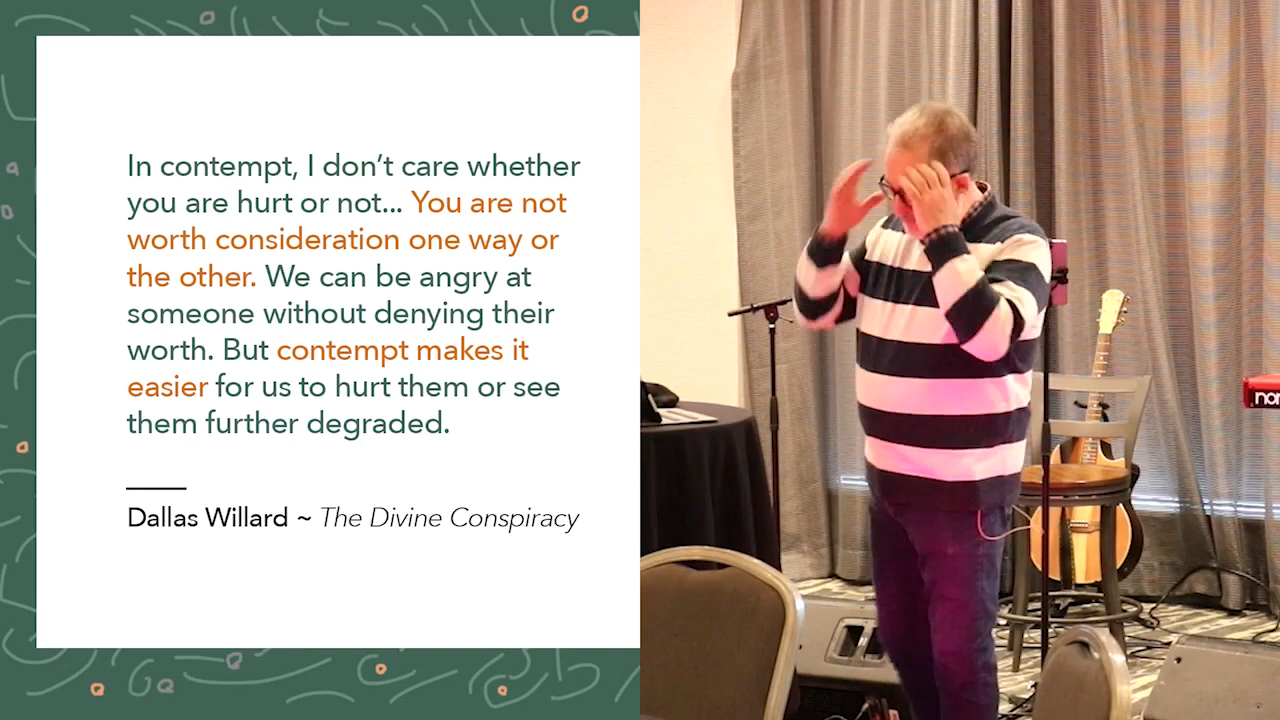 In contempt, I don't care whether
you are hurt or not... You are not
worth consideration one way or
the other. We can be angry at
someone without denying their
worth. But contempt makes it
easier for us to hurt them or see
them further degraded.
Dallas Willard ~ The Divine Conspiracy
nor